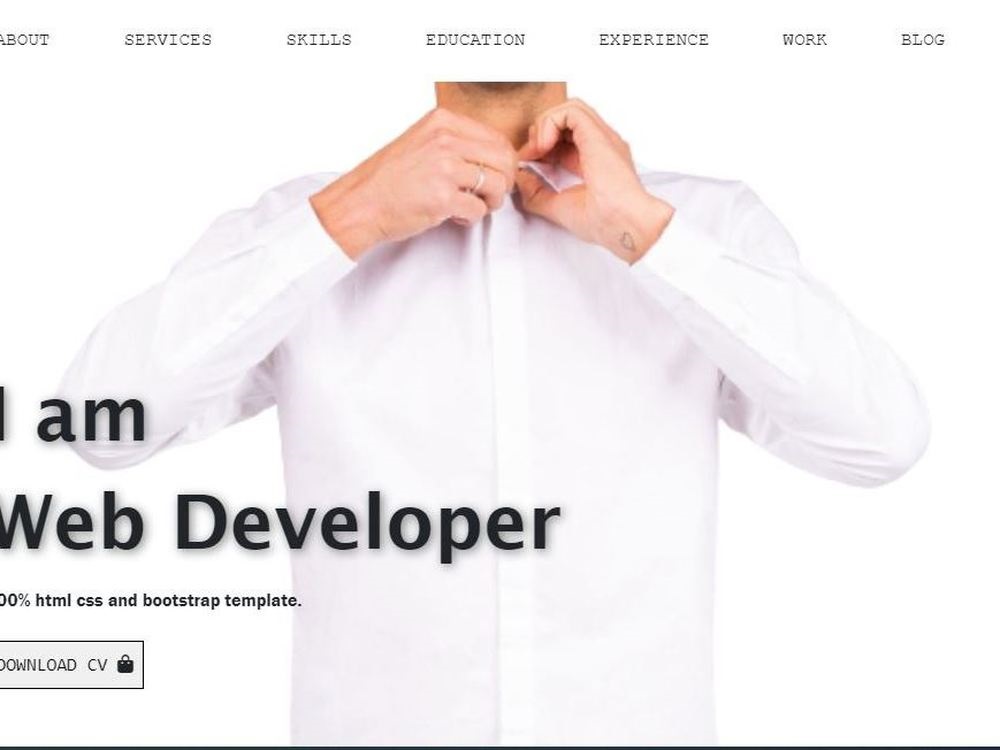 ABOUT SERVICES SKILLS EDUCATION EXPERIENCE WORK BLOG
I am
Web Developer
00% html css and bootstrap template.
DOWNLOAD CV